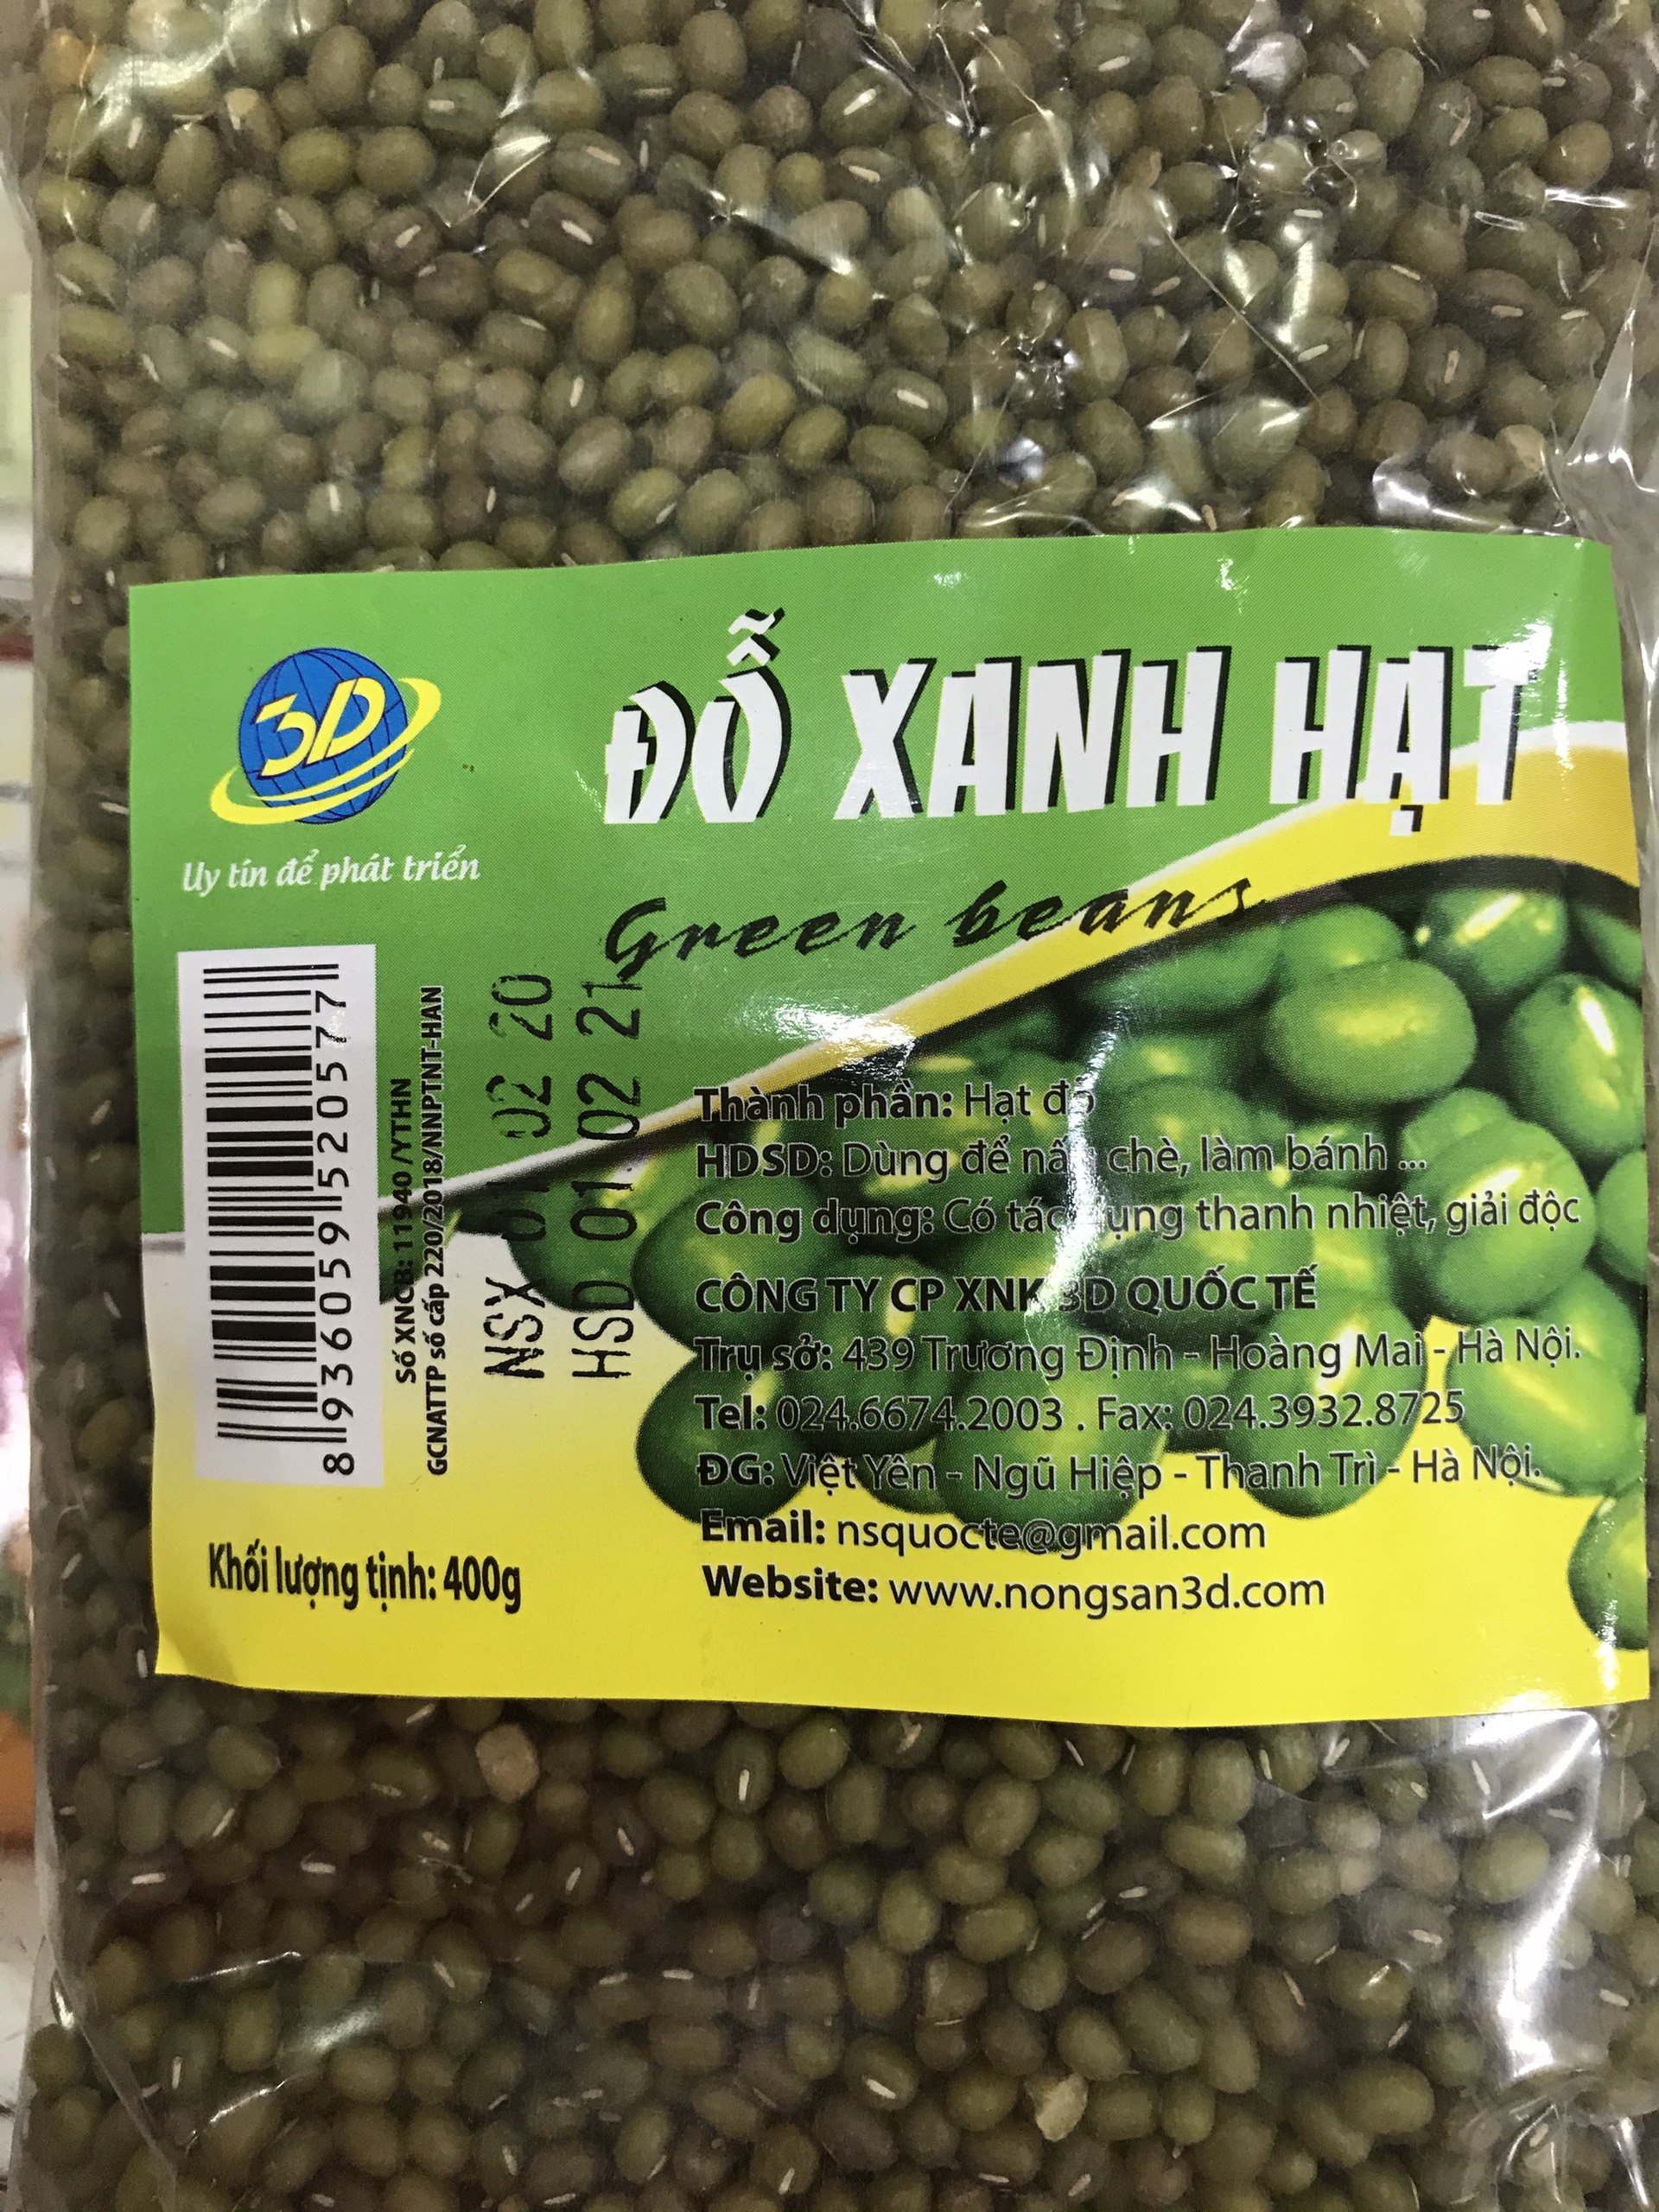 3D
Uy tín để phát triển
ĐỖ XANH HẠT
Green beans
8 936059 520577
Số XNCB: 11940 /YTHN
GCNATTP số cấp 220/2018/NNPTNT-HAN
NSX 01 02 20
HSD 01 02 21
Khối lượng tịnh: 400g
Thành phần: Hạt đỗ
HDSD: Dùng để nấu chè, làm bánh ...
Công dụng: Có tác dụng thanh nhiệt, giải độc
CÔNG TY CP XNK 3D QUỐC TẾ
Trụ sở: 439 Trương Định - Hoàng Mai - Hà Nội.
Tel: 024.6674.2003 . Fax: 024.3932.8725
ĐG: Việt Yên - Ngũ Hiệp - Thanh Trì - Hà Nội.
Email: nsquocte@gmail.com
Website: www.nongsan3d.com